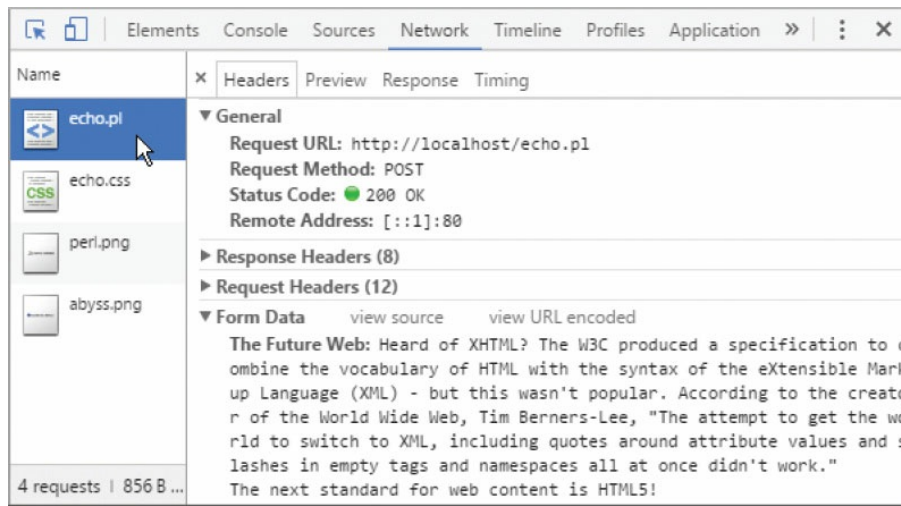 Elements Console Sources Network Timeline Profiles Application »
Name
× Headers Preview Response Timing
echo.pl
echo.css
perl.png
abyss.png
4 requests | 856 B ...
▼ General
Request URL: http://localhost/echo.pl
Request Method: POST
Status Code: 200 OK
Remote Address: [::1]:80
▶ Response Headers (8)
▶ Request Headers (12)
▼ Form Data view source view URL encoded
The Future Web: Heard of XHTML? The W3C produced a specification to c
ombine the vocabulary of HTML with the syntax of the eXtensible Mark
up Language (XML) - but this wasn't popular. According to the creato
r of the World Wide Web, Tim Berners-Lee, "The attempt to get the wo
rld to switch to XML, including quotes around attribute values and s
lashes in empty tags and namespaces all at once didn't work."
The next standard for web content is HTML5!